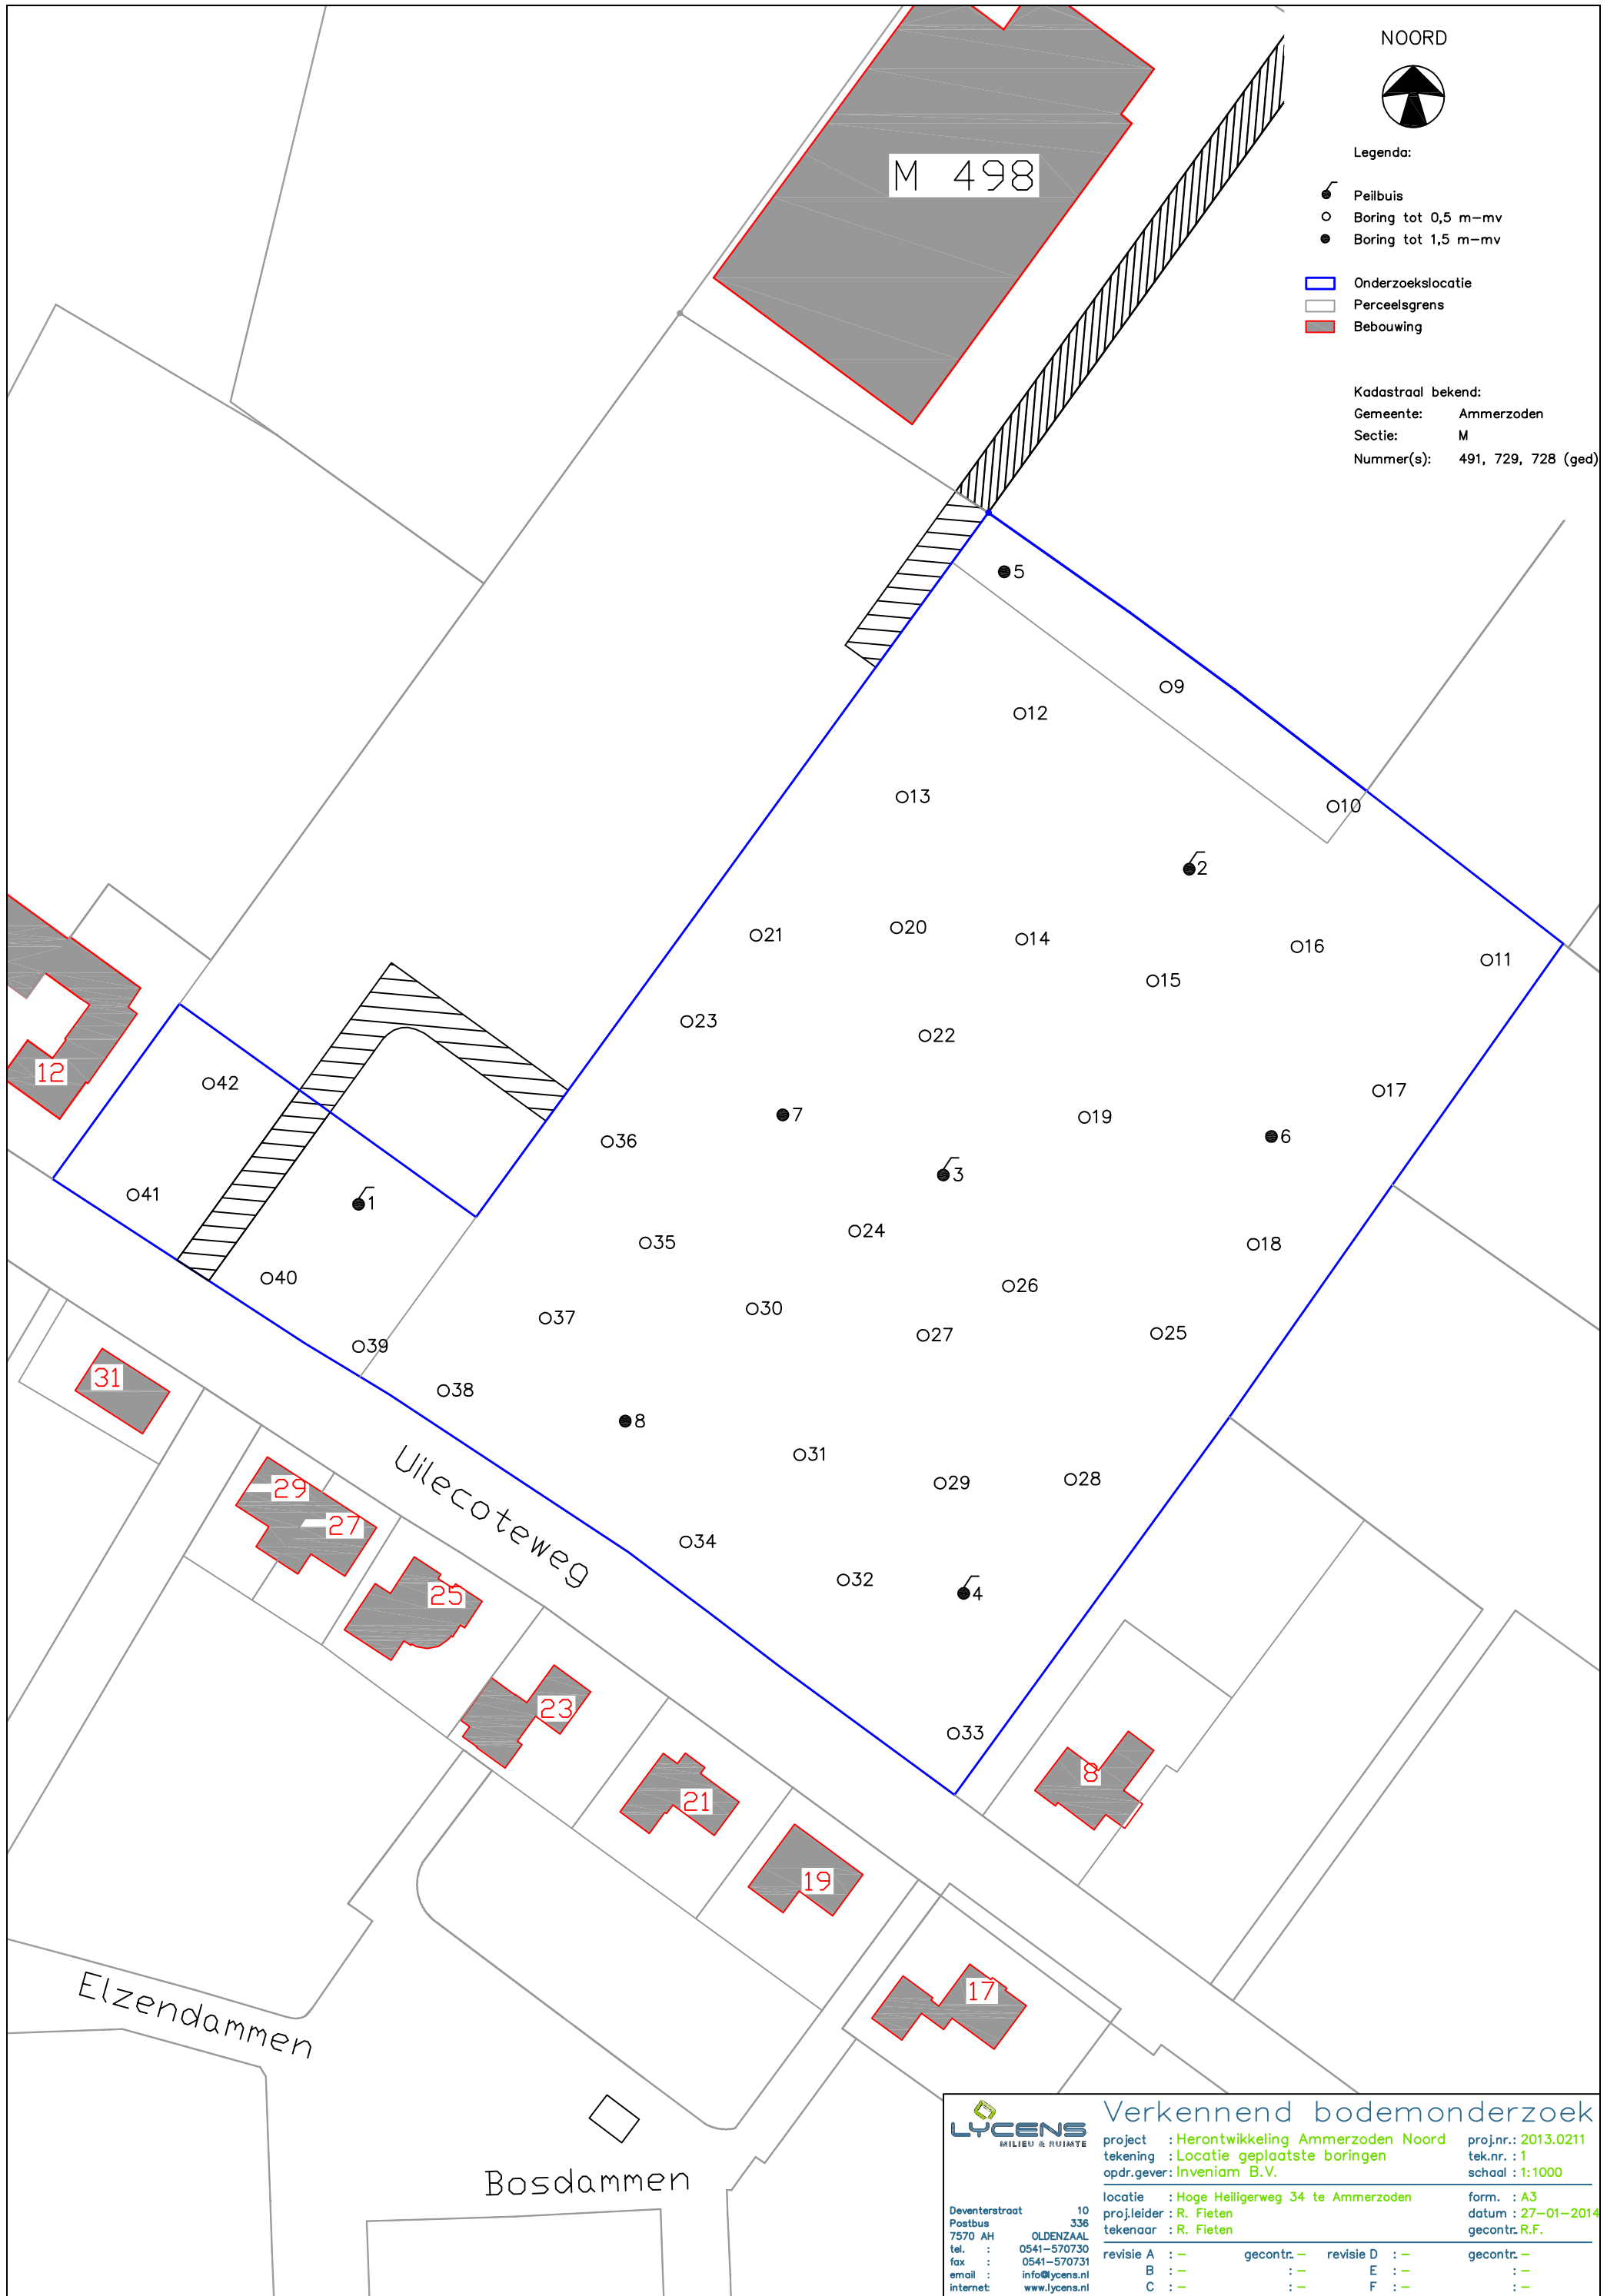 NOORD
Legenda:
Peilbuis
Boring tot 0,5 m-mv
Boring tot 1,5 m-mv
Onderzoekslocatie
Perceelsgrens
Bebouwing
Kadastraal bekend:
Gemeente: Ammerzoden
Sectie: M
Nummer(s): 491, 729, 728 (ged)
M 498
5
9
12
13
10
2
21
20
14
16
11
15
23
22
12
42
17
7
19
36
6
3
41
1
24
35
18
40
26
30
37
27
25
39
31
38
8
31
29
28
29
27
Uilecoteweg
34
25
32
4
23
33
8
21
19
17
Elzendammen
Bosdammen
LYCENS
MILIEU & RUIMTE
Verkennend bodemonderzoek
project : Herontwikkeling Ammerzoden Noord proj.nr.: 2013.0211
tekening : Locatie geplaatste boringen tek.nr. : 1
opdr.gever: Inveniam B.V. schaal : 1:1000
locatie : Hoge Heiligerweg 34 te Ammerzoden form. : A3
proj.leider : R. Fieten datum : 27-01-2014
tekenaar : R. Fieten gecontr. R.F.
Deventerstraat 10
Postbus 336
7570 AH OLDENZAAL
tel. : 0541-570730
fax : 0541-570731
email : info@lycens.nl
internet: www.lycens.nl
revisie A : - gecontr. - revisie D : - gecontr. -
B : - : - E : - : -
C : - : - F : - : -